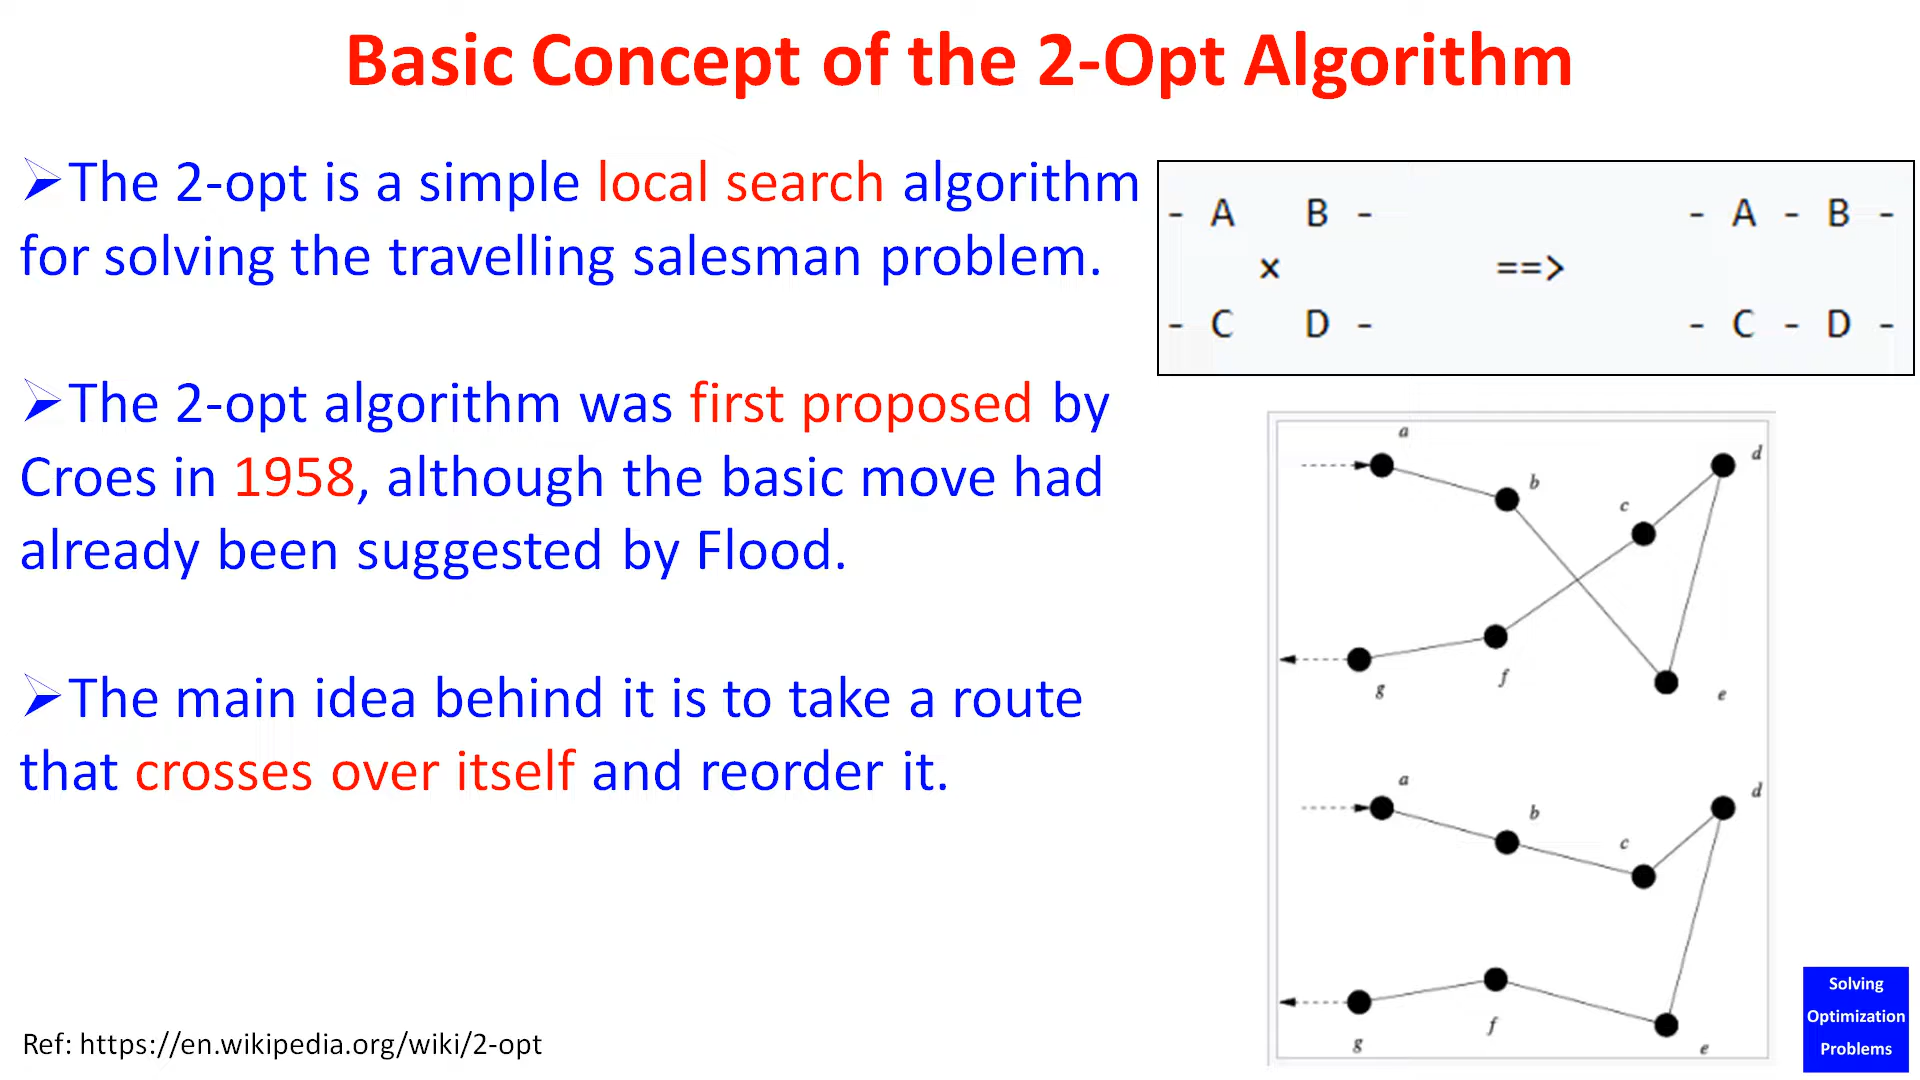 Basic Concept of the 2-Opt Algorithm
➢The 2-opt is a simple local search algorithm
for solving the travelling salesman problem.
➢The 2-opt algorithm was first proposed by
Croes in 1958, although the basic move had
already been suggested by Flood.
➢The main idea behind it is to take a route
that crosses over itself and reorder it.
- A   B -             - A - B -
×         ==>
- C   D -             - C - D -
a
b
c
d
e
f
g
a
b
c
d
e
f
g
Ref: https://en.wikipedia.org/wiki/2-opt
Solving
Optimization
Problems